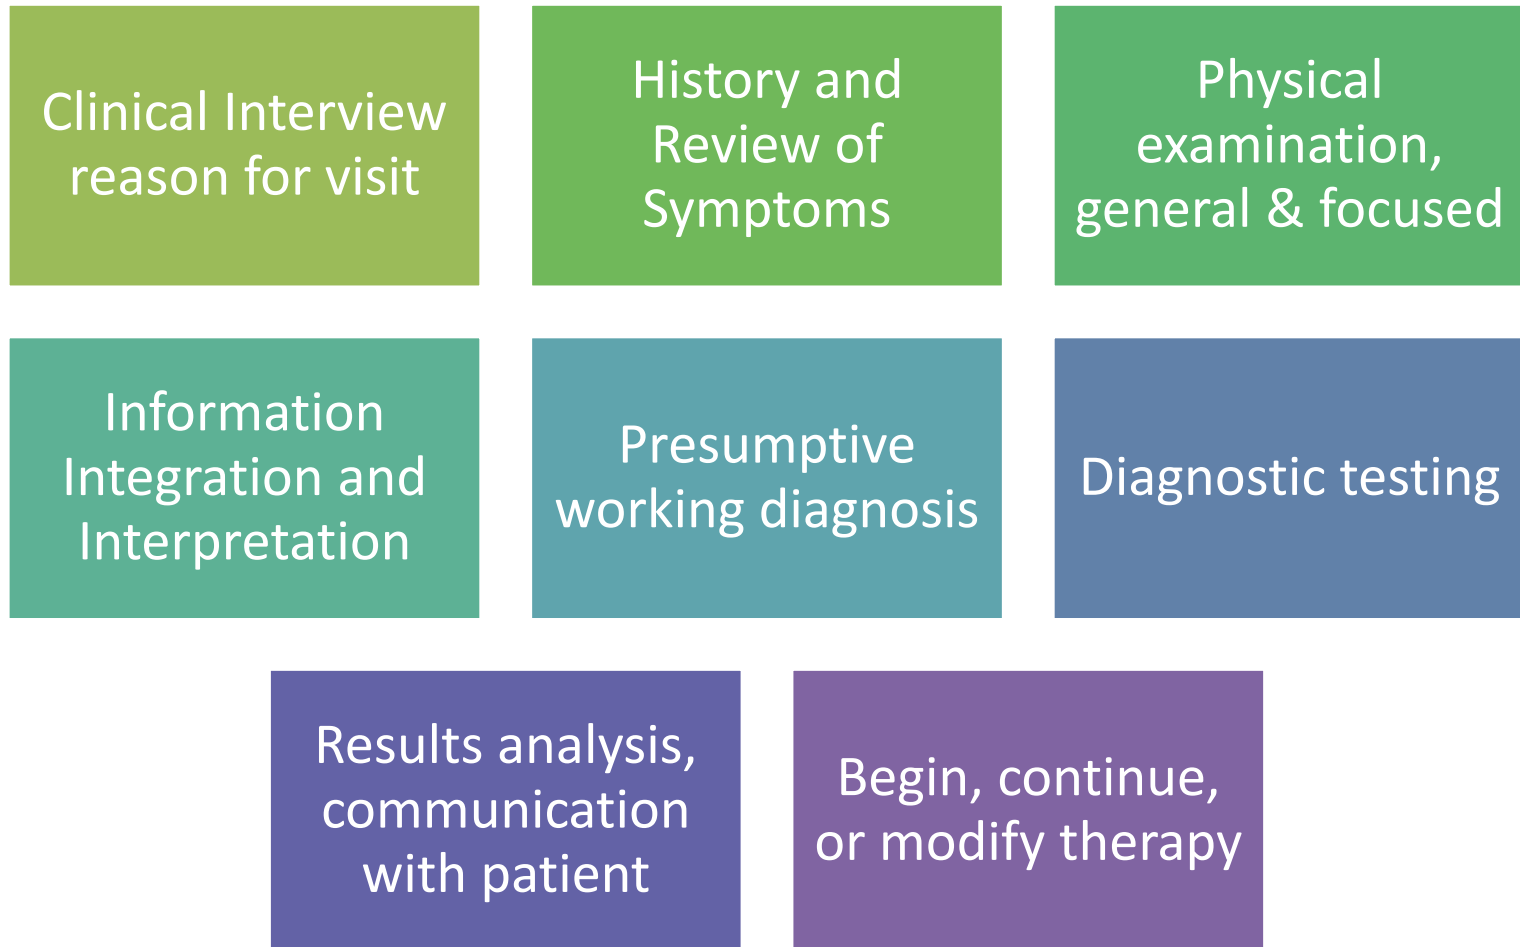 Clinical Interview
reason for visit
History and
Review of
Symptoms
Physical
examination,
general & focused
Information
Integration and
Interpretation
Presumptive
working diagnosis
Diagnostic testing
Results analysis,
communication
with patient
Begin, continue,
or modify therapy